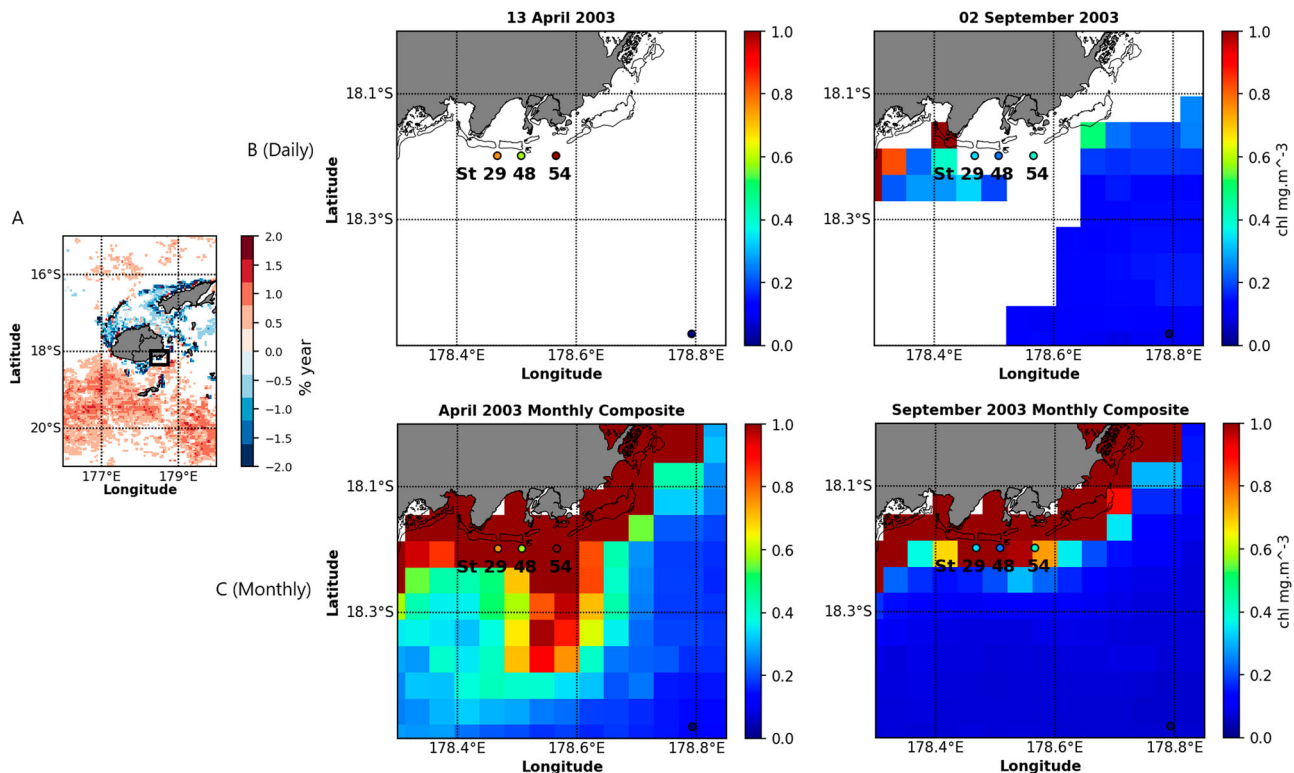 A
16°S
18°S
20°S
Latitude
177°E 179°E
Longitude
2.0
1.5
1.0
0.5
0.0
−0.5
−1.0
−1.5
−2.0
% year
B (Daily)
13 April 2003
18.1°S
18.3°S
Latitude
St 29 48 54
178.4°E 178.6°E 178.8°E
Longitude
1.0
0.8
0.6
0.4
0.2
0.0
02 September 2003
18.1°S
18.3°S
Latitude
St 29 48 54
178.4°E 178.6°E 178.8°E
Longitude
1.0
0.8
0.6
0.4
0.2
0.0
chl mg.m^-3
C (Monthly)
April 2003 Monthly Composite
18.1°S
18.3°S
Latitude
St 29 48 54
178.4°E 178.6°E 178.8°E
Longitude
1.0
0.8
0.6
0.4
0.2
0.0
September 2003 Monthly Composite
18.1°S
18.3°S
Latitude
St 29 48 54
178.4°E 178.6°E 178.8°E
Longitude
1.0
0.8
0.6
0.4
0.2
0.0
chl mg.m^-3